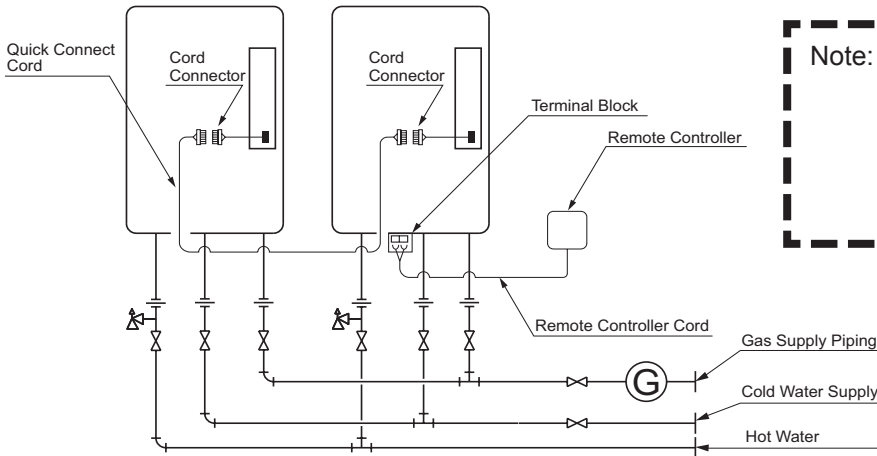 Quick Connect
Cord
Cord
Connector
Cord
Connector
Note:
Terminal Block
Remote Controller
Remote Controller Cord
Gas Supply Piping
G
Cold Water Supply
Hot Water